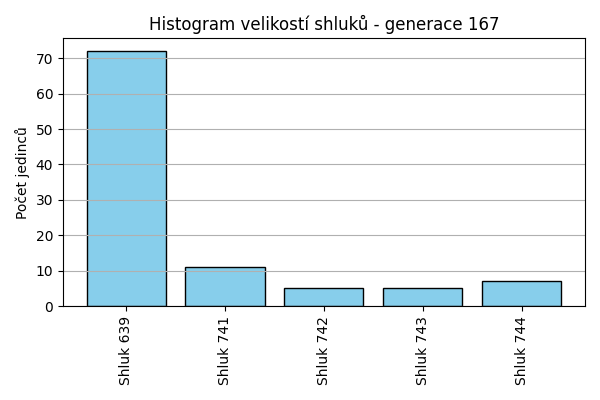 Histogram velikostí shluků - generace 167
Počet jedinců
70
60
50
40
30
20
10
0
Shluk 639
Shluk 741
Shluk 742
Shluk 743
Shluk 744